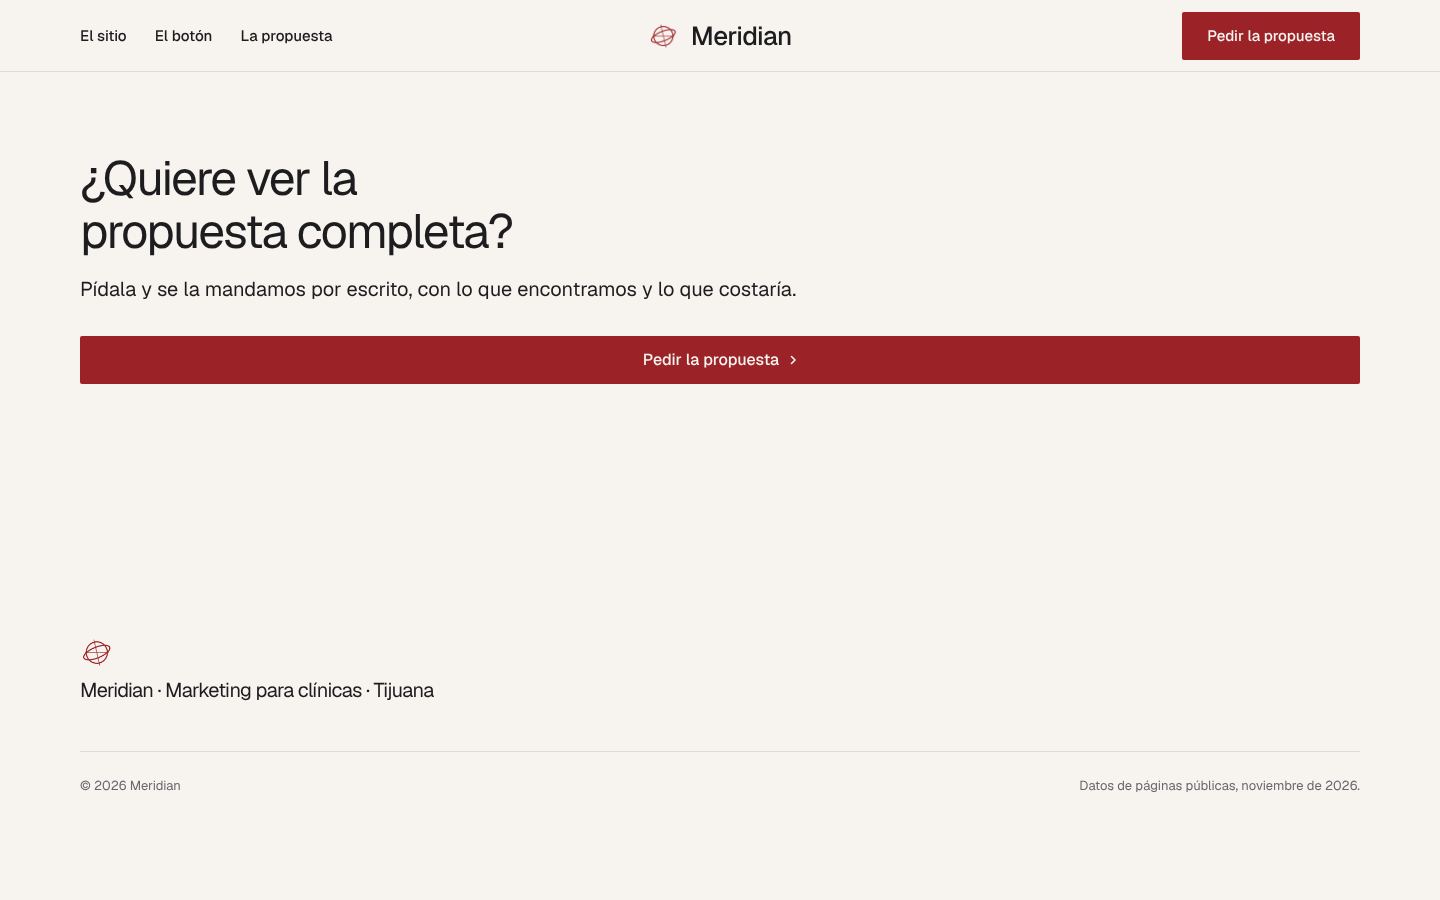 El sitio
El botón
La propuesta
Meridian
Pedir la propuesta
¿Quiere ver la
propuesta completa?
Pídala y se la mandamos por escrito, con lo que encontramos y lo que costaría.
Pedir la propuesta
Meridian · Marketing para clínicas · Tijuana
© 2026 Meridian
Datos de páginas públicas, noviembre de 2026.